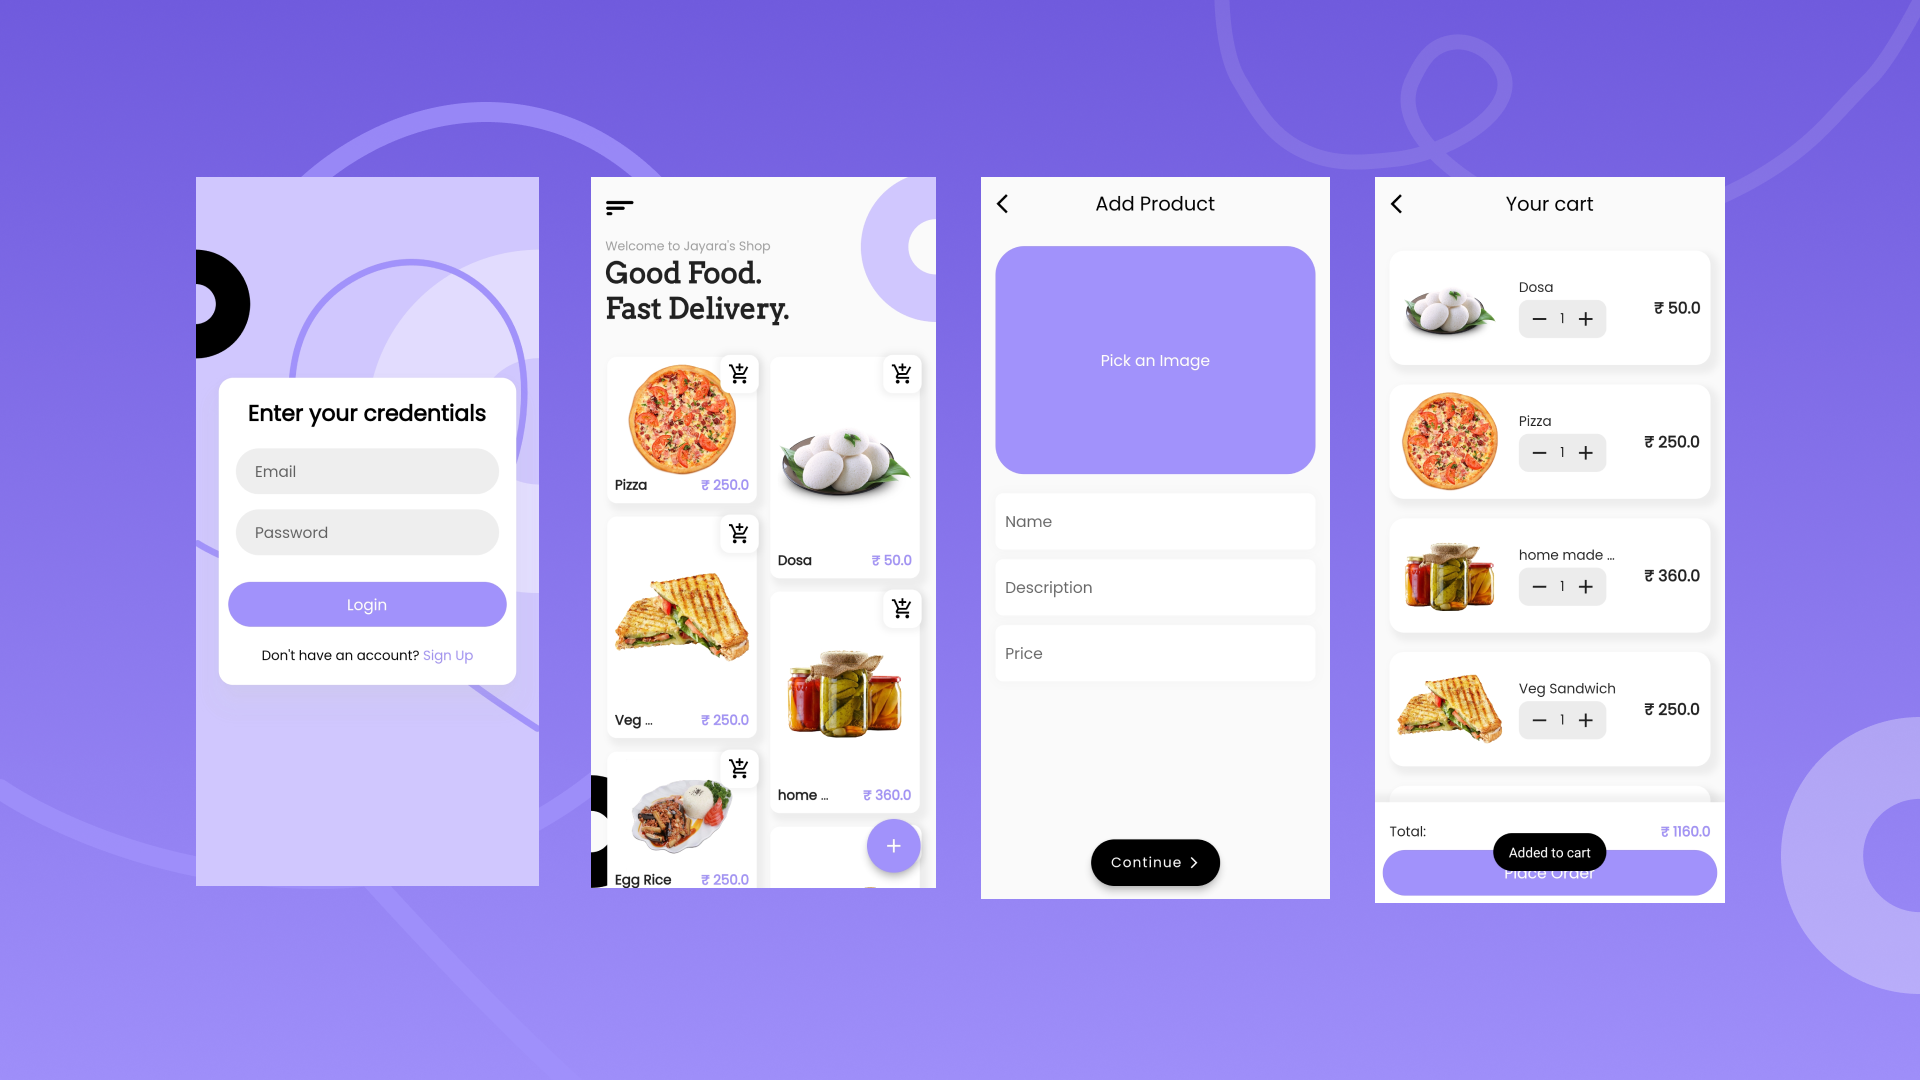 Enter your credentials
Email
Password
Login
Don't have an account? Sign Up
Welcome to Jayara's Shop
Good Food.
Fast Delivery.
Pizza ₹ 250.0
Dosa ₹ 50.0
Veg ... ₹ 250.0
home ... ₹ 360.0
Egg Rice ₹ 250.0
Add Product
Pick an Image
Name
Description
Price
Continue
Your cart
Dosa
1
₹ 50.0
Pizza
1
₹ 250.0
home made ...
1
₹ 360.0
Veg Sandwich
1
₹ 250.0
Total: ₹ 1160.0
Added to cart
Place Order